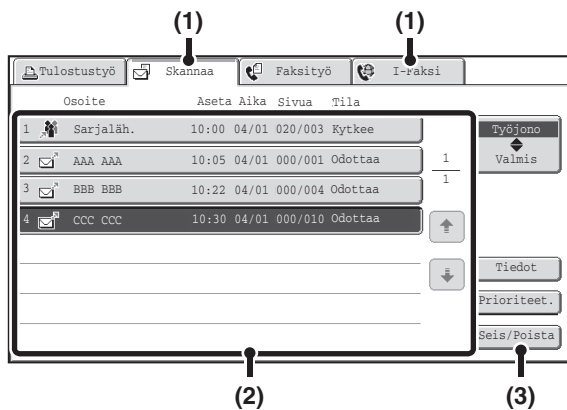 (1) (1)
Tulostustyö Skannaa Faksityö I-Faksi
Osoite Aseta Aika Sivua Tila
1 Sarjaläh. 10:00 04/01 020/003 Kytkee
2 AAA AAA 10:05 04/01 000/001 Odottaa
3 BBB BBB 10:22 04/01 000/004 Odottaa
4 CCC CCC 10:30 04/01 000/010 Odottaa
1
1
Työjono
Valmis
Tiedot
Prioriteet.
Seis/Poista
(2) (3)